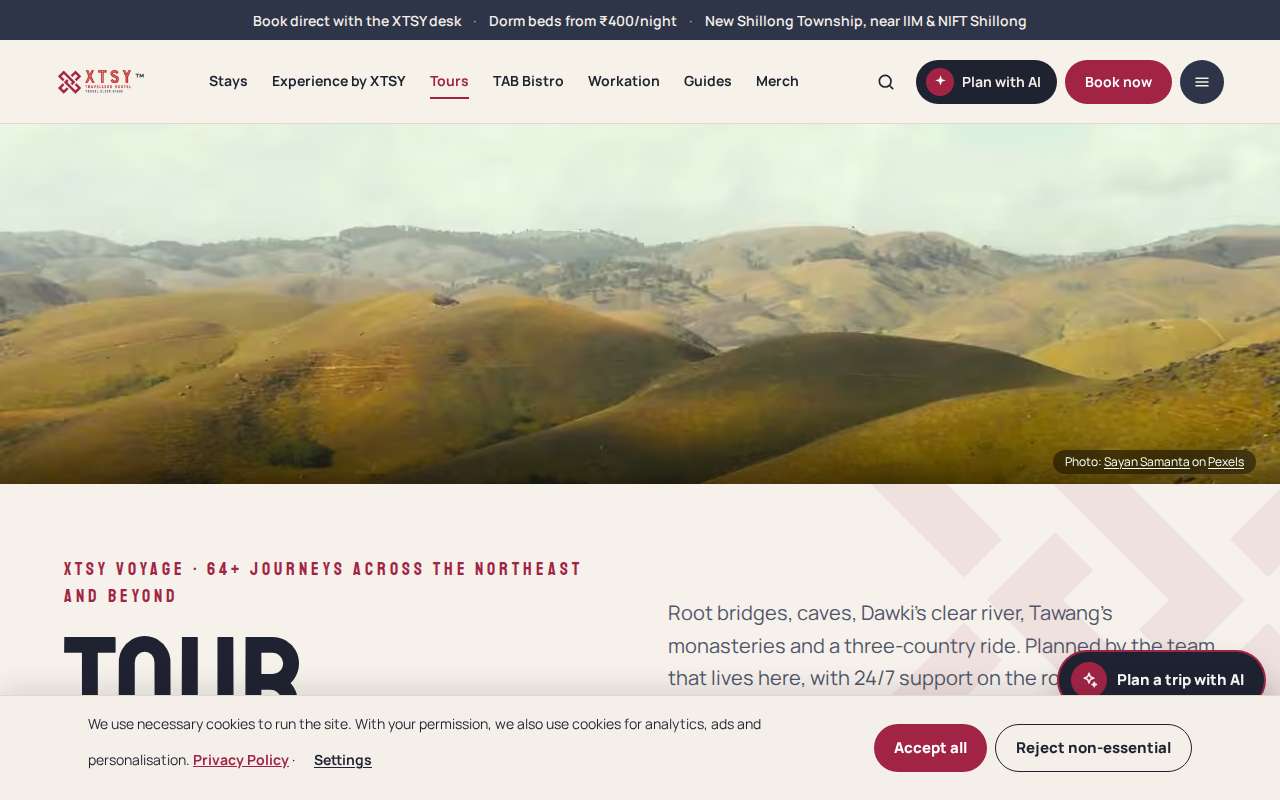 Book direct with the XTSY desk · Dorm beds from ₹400/night · New Shillong Township, near IIM & NIFT Shillong
XTSY ™
Stays Experience by XTSY Tours TAB Bistro Workation Guides Merch Plan with AI Book now
Photo: Sayan Samanta on Pexels
XTSY VOYAGE · 64+ JOURNEYS ACROSS THE NORTHEAST
AND BEYOND
TOUR
Root bridges, caves, Dawki's clear river, Tawang's
monasteries and a three-country ride. Planned by the team
that lives here, with 24/7 support on the
Plan a trip with AI
We use necessary cookies to run the site. With your permission, we also use cookies for analytics, ads and
personalisation. Privacy Policy · Settings
Accept all Reject non-essential